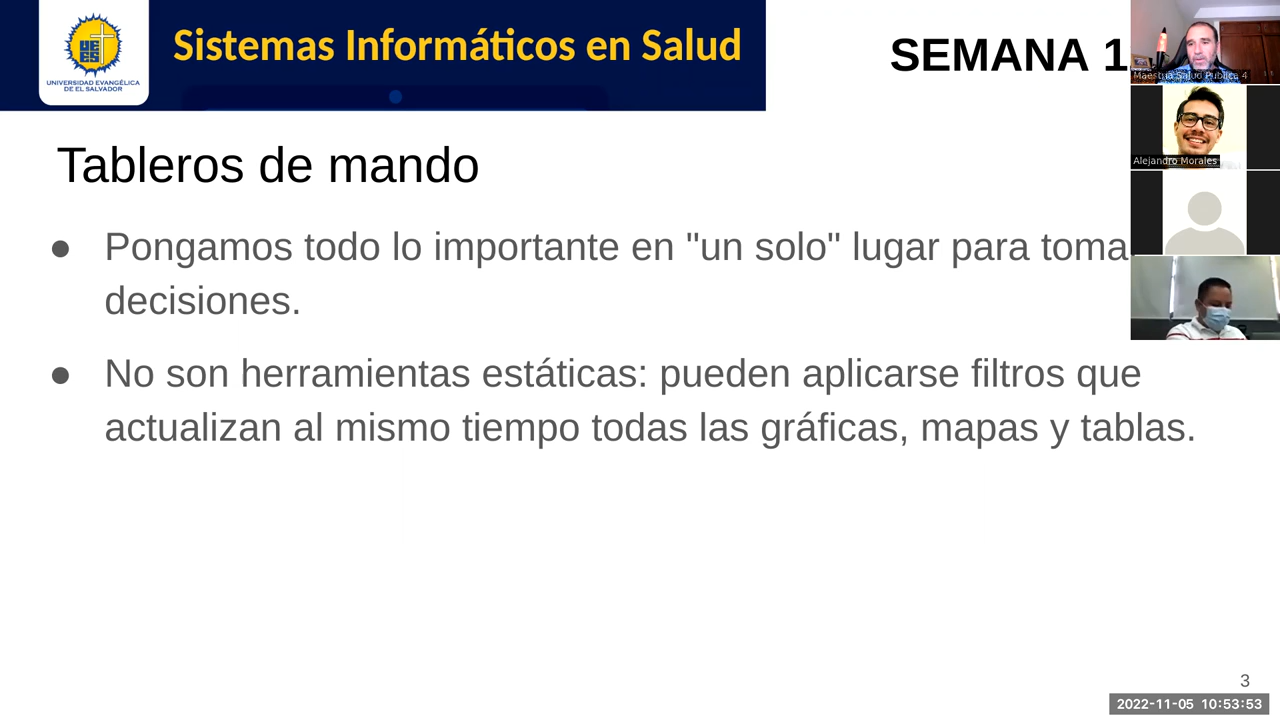 UNIVERSIDAD EVANGÉLICA
DE EL SALVADOR
Sistemas Informáticos en Salud
SEMANA 1
Maestria Salud Publica 4
Alejandro Morales
Tableros de mando
● Pongamos todo lo importante en "un solo" lugar para toma
decisiones.
● No son herramientas estáticas: pueden aplicarse filtros que
actualizan al mismo tiempo todas las gráficas, mapas y tablas.
3
2022-11-05 10:53:53